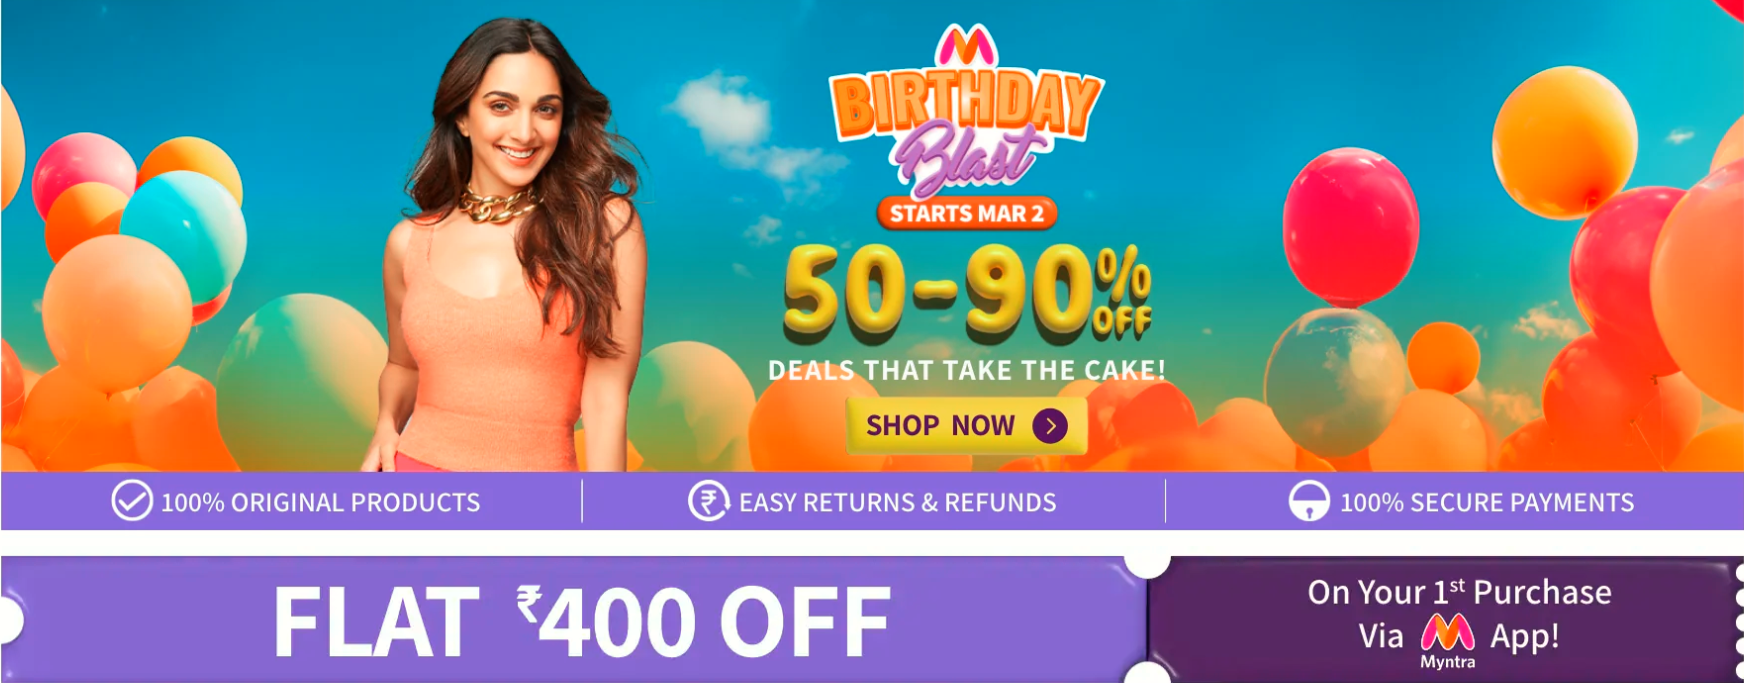 BIRTHDAY
Blast
STARTS MAR 2
50-90% OFF
DEALS THAT TAKE THE CAKE!
SHOP NOW
100% ORIGINAL PRODUCTS
EASY RETURNS & REFUNDS
100% SECURE PAYMENTS
FLAT ₹400 OFF
On Your 1st Purchase
Via App!
Myntra